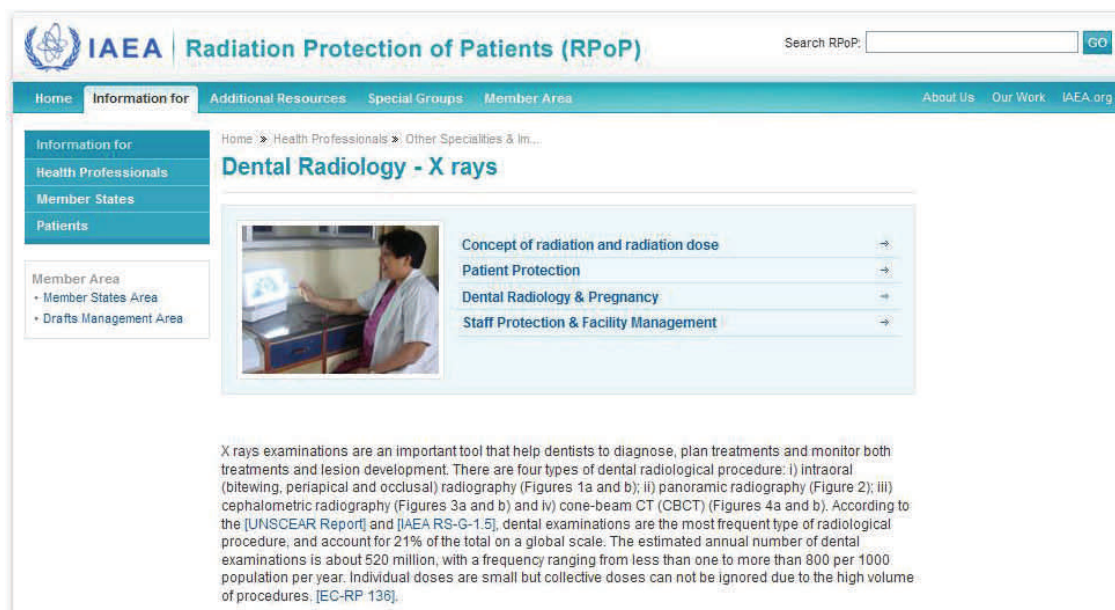 IAEA Radiation Protection of Patients (RPoP)
Search RPoP:
GO
Home Information for Additional Resources Special Groups Member Area About Us Our Work IAEA.org
Information for
Health Professionals
Member States
Patients
Member Area
• Member States Area
• Drafts Management Area
Home » Health Professionals » Other Specialities & Im...
Dental Radiology - X rays
Concept of radiation and radiation dose
Patient Protection
Dental Radiology & Pregnancy
Staff Protection & Facility Management
X rays examinations are an important tool that help dentists to diagnose, plan treatments and monitor both
treatments and lesion development. There are four types of dental radiological procedure: i) intraoral
(bitewing, periapical and occlusal) radiography (Figures 1a and b); ii) panoramic radiography (Figure 2); iii)
cephalometric radiography (Figures 3a and b) and iv) cone-beam CT (CBCT) (Figures 4a and b). According to
the [UNSCEAR Report] and [IAEA RS-G-1.5], dental examinations are the most frequent type of radiological
procedure, and account for 21% of the total on a global scale. The estimated annual number of dental
examinations is about 520 million, with a frequency ranging from less than one to more than 800 per 1000
population per year. Individual doses are small but collective doses can not be ignored due to the high volume
of procedures. [EC-RP 136].